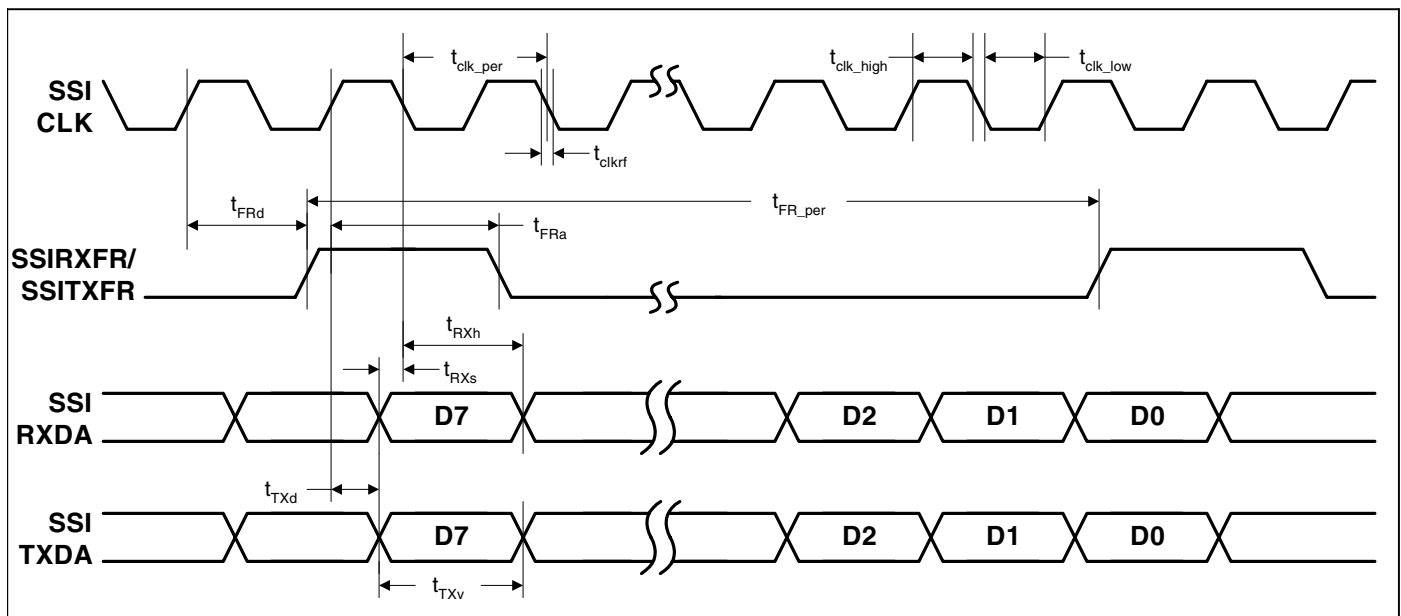 t_clk_per
t_clk_high
t_clk_low
SSI
CLK
t_clkrf
t_FRd
t_FR_per
t_FRa
SSIRXFR/
SSITXFR
t_RXh
t_RXs
SSI
RXDA
D7 D2 D1 D0
t_TXd
SSI
TXDA
D7 D2 D1 D0
t_TXv